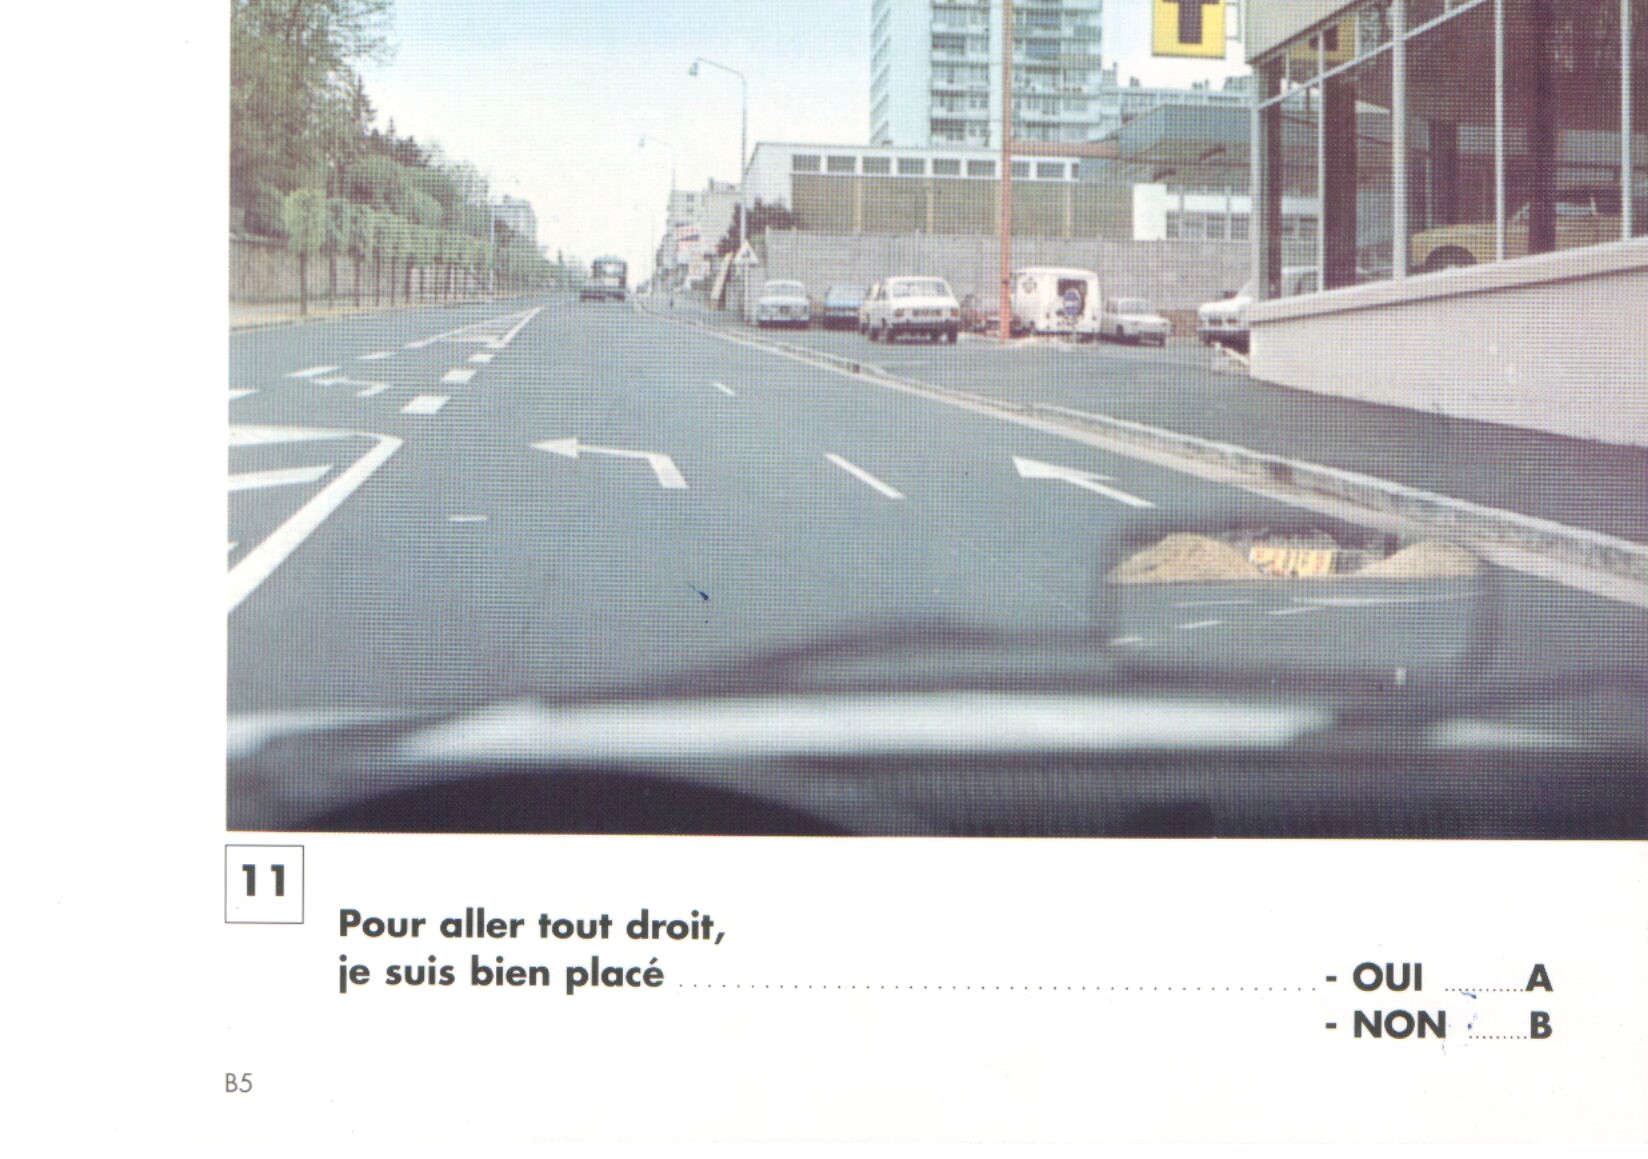 T
11
Pour aller tout droit,
je suis bien placé ........ - OUI ........ A
- NON ........ B
B5